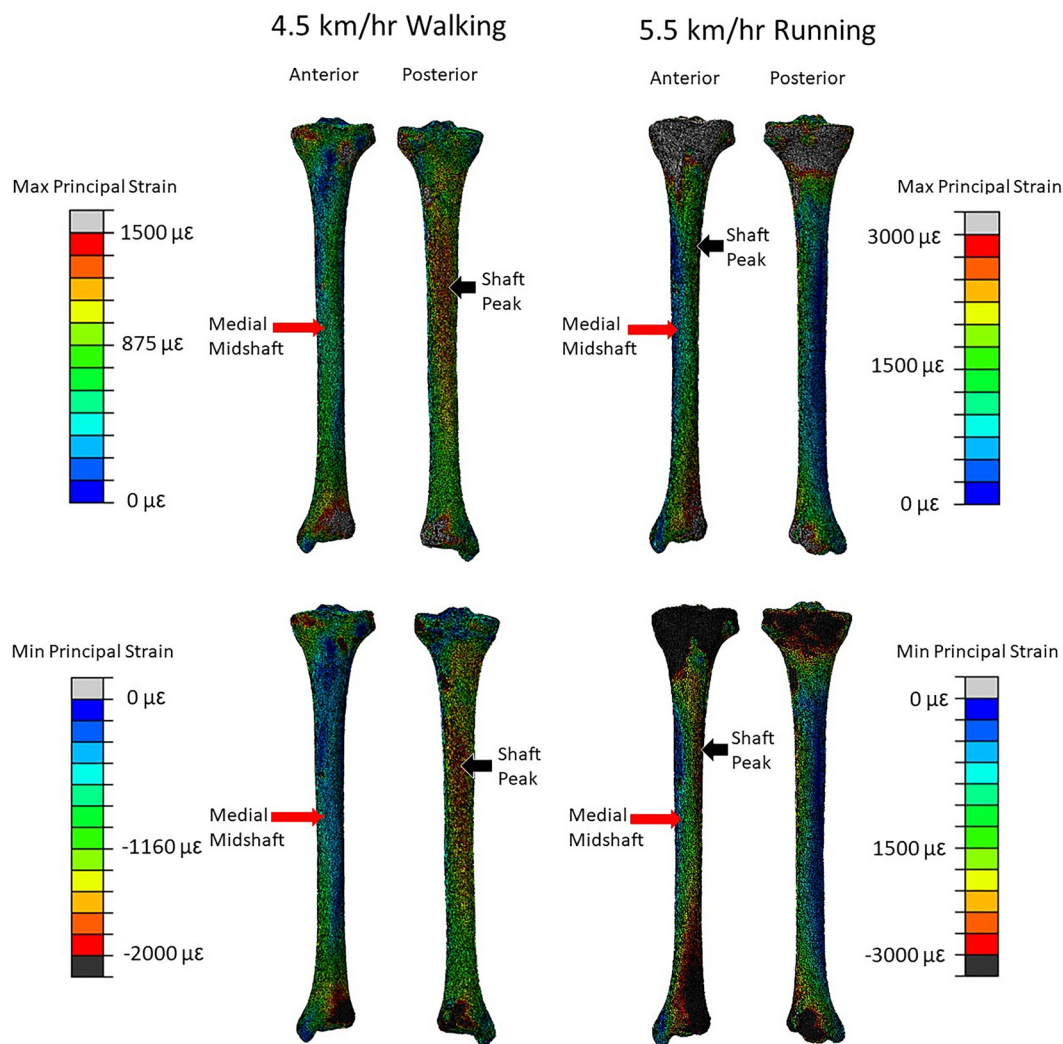 4.5 km/hr Walking
5.5 km/hr Running
Anterior
Posterior
Anterior
Posterior
Max Principal Strain
1500 µε
875 µε
0 µε
Medial
Midshaft
Shaft
Peak
Medial
Midshaft
Shaft
Peak
Max Principal Strain
3000 µε
1500 µε
0 µε
Min Principal Strain
0 µε
-1160 µε
-2000 µε
Medial
Midshaft
Shaft
Peak
Medial
Midshaft
Shaft
Peak
Min Principal Strain
0 µε
1500 µε
-3000 µε